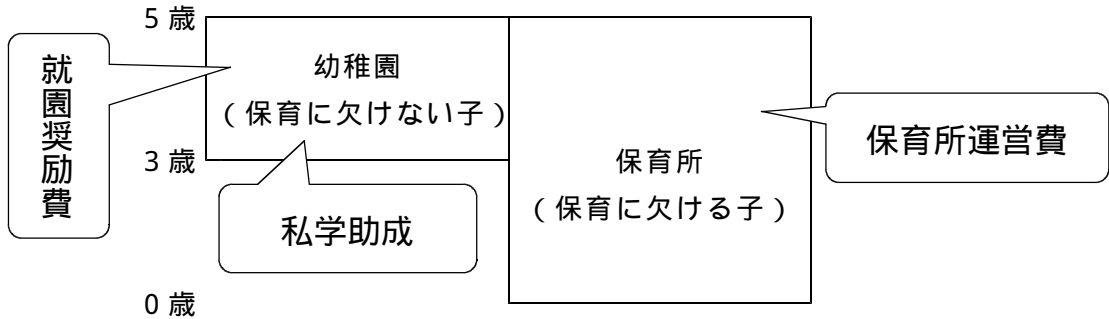 5歳
就園奨励費
幼稚園
（保育に欠けない子）
保育所運営費
3歳
保育所
（保育に欠ける子）
私学助成
0歳